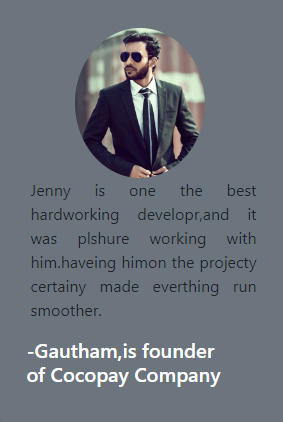 Jenny is one the best
hardworking developr,and it
was plshure working with
him.haveing himon the projecty
certainy made everthing run
smoother.
-Gautham,is founder
of Cocopay Company